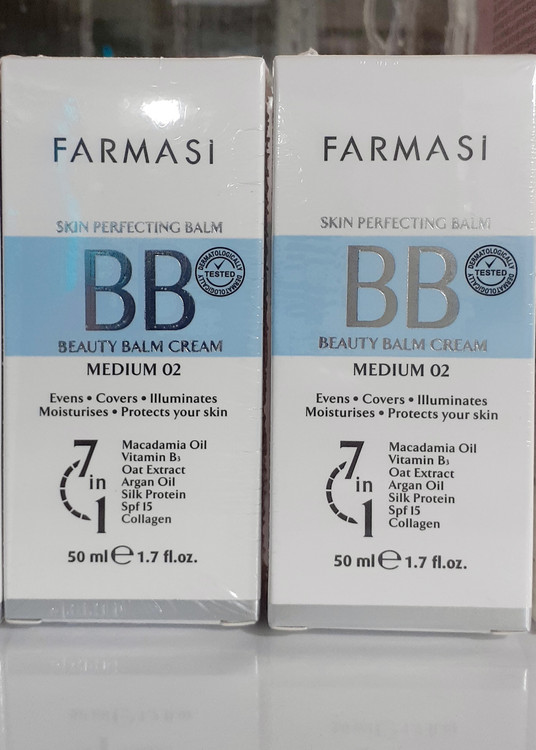 FARMASi
SKIN PERFECTING BALM
BB
DERMATOLOGICALLY
TESTED
DERMATOLOGICALLY
BEAUTY BALM CREAM
MEDIUM 02
Evens • Covers • Illuminates
Moisturises • Protects your skin
7 in 1
Macadamia Oil
Vitamin B3
Oat Extract
Argan Oil
Silk Protein
Spf 15
Collagen
50 ml e 1.7 fl.oz.
FARMASi
SKIN PERFECTING BALM
BB
DERMATOLOGICALLY
TESTED
DERMATOLOGICALLY
BEAUTY BALM CREAM
MEDIUM 02
Evens • Covers • Illuminates
Moisturises • Protects your skin
7 in 1
Macadamia Oil
Vitamin B3
Oat Extract
Argan Oil
Silk Protein
Spf 15
Collagen
50 ml e 1.7 fl.oz.